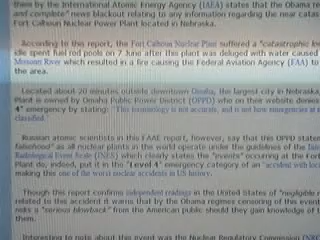 them by the International Atomic Energy Agency (IAEA) states that the Obama re
and complete" news blackout relating to any information regarding the near catas
Fort Calhoun Nuclear Power Plant located in Nebraska.
According to this report, the Fort Calhoun Nuclear Plant suffered a "catastrophic lo
idle spent fuel rod pools on 7 June after this plant was deluged with water caused
Missouri River which resulted in a fire causing the Federal Aviation Agency (FAA) to
the area.
Located about 20 minutes outside downtown Omaha, the largest city in Nebraska,
Plant is owned by Omaha Public Power District (OPPD) who on their website denies
4" emergency by stating: "This terminology is not accurate, and is not how emergencies at n
classified."
Russian atomic scientists in this FAAE report, however, say that this OPPD statem
falsehood" as all nuclear plants in the world operate under the guidelines of the Inte
Radiological Event Scale (INES) which clearly states the "events" occurring at the Fort
Plant do, indeed, put it in the "Level 4" emergency category of an "accident with loc
making this one of the worst nuclear accidents in US history.
Though this report confirms independent readings in the United States of "negligible r
related to this accident it warns that by the Obama regimes censoring of this event
risks a "serious blowback" from the American public should they gain knowledge of t
them.
Interesting to note about this event was the Nuclear Regulatory Commission (NRC